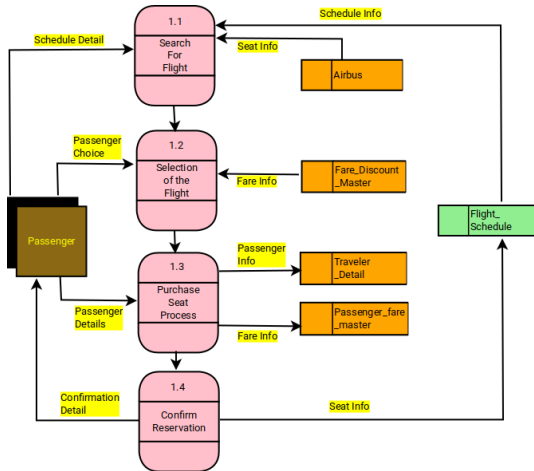 Schedule Info
1.1
Schedule Detail
Search
For
Flight
Seat Info
Airbus
1.2
Passenger
Choice
Selection
of the
Flight
Fare_Discount
_Master
Fare Info
Flight_
Schedule
Passenger
Passenger
Info
1.3
Traveler
_Detail
Purchase
Seat
Process
Passenger
Details
Passenger_fare
_master
Fare Info
1.4
Confirmation
Detail
Confirm
Reservation
Seat Info